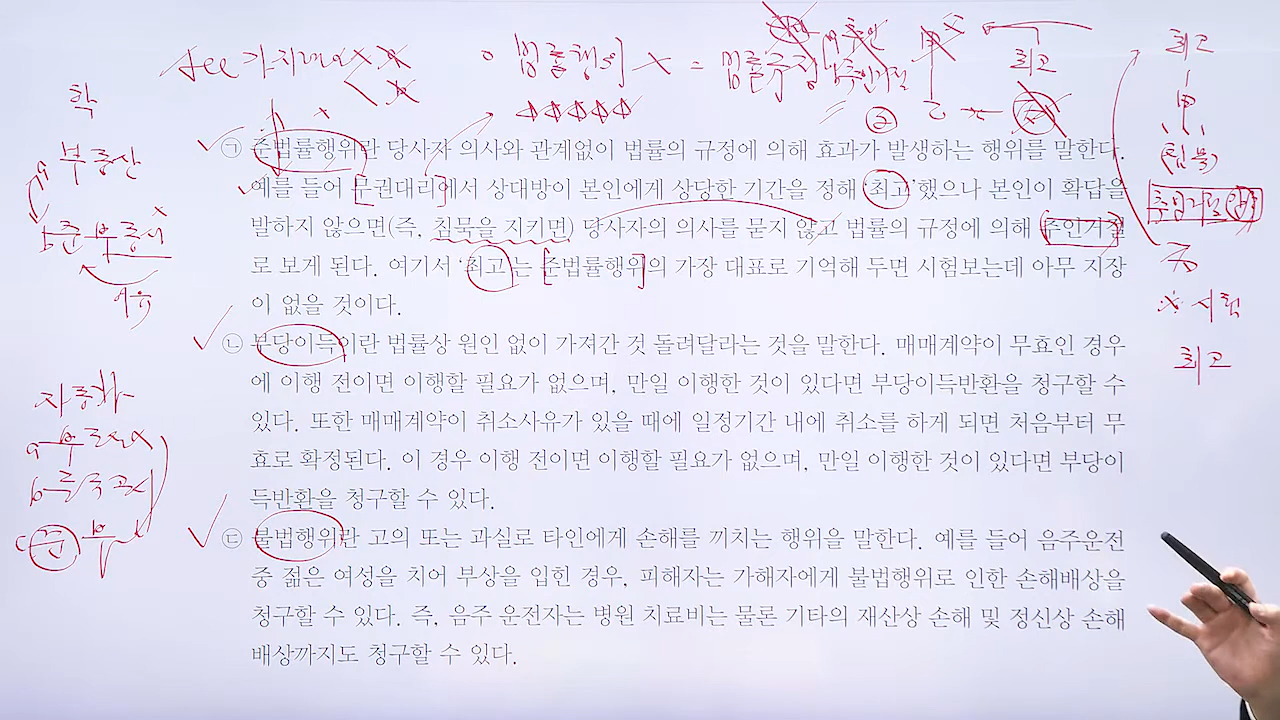 최고
학
부동산
최고
㉠ 준법률행위란 당사자 의사와 관계없이 법률의 규정에 의해 효과가 발생하는 행위를 말한다.
예를 들어 무권대리에서 상대방이 본인에게 상당한 기간을 정해 '최고'했으나 본인이 확답을
발하지 않으면(즉, 침묵을 지키면) 당사자의 의사를 묻지 않고 법률의 규정에 의해 추인거절
로 보게 된다. 여기서 '최고'는 준법률행위의 가장 대표로 기억해 두면 시험보는데 아무 지장
이 없을 것이다.
(침묵)
시험
최고
㉡ 부당이득이란 법률상 원인 없이 가져간 것 돌려달라는 것을 말한다. 매매계약이 무효인 경우
에 이행 전이면 이행할 필요가 없으며, 만일 이행한 것이 있다면 부당이득반환을 청구할 수
있다. 또한 매매계약이 취소사유가 있을 때에 일정기간 내에 취소를 하게 되면 처음부터 무
효로 확정된다. 이 경우 이행 전이면 이행할 필요가 없으며, 만일 이행한 것이 있다면 부당이
득반환을 청구할 수 있다.
㉢ 불법행위란 고의 또는 과실로 타인에게 손해를 끼치는 행위을 말한다. 예를 들어 음주운전
중 젊은 여성을 치어 부상을 입힌 경우, 피해자는 가해자에게 불법행위로 인한 손해배상을
청구할 수 있다. 즉, 음주 운전자는 병원 치료비는 물론 기타의 재산상 손해 및 정신상 손해
배상까지도 청구할 수 있다.